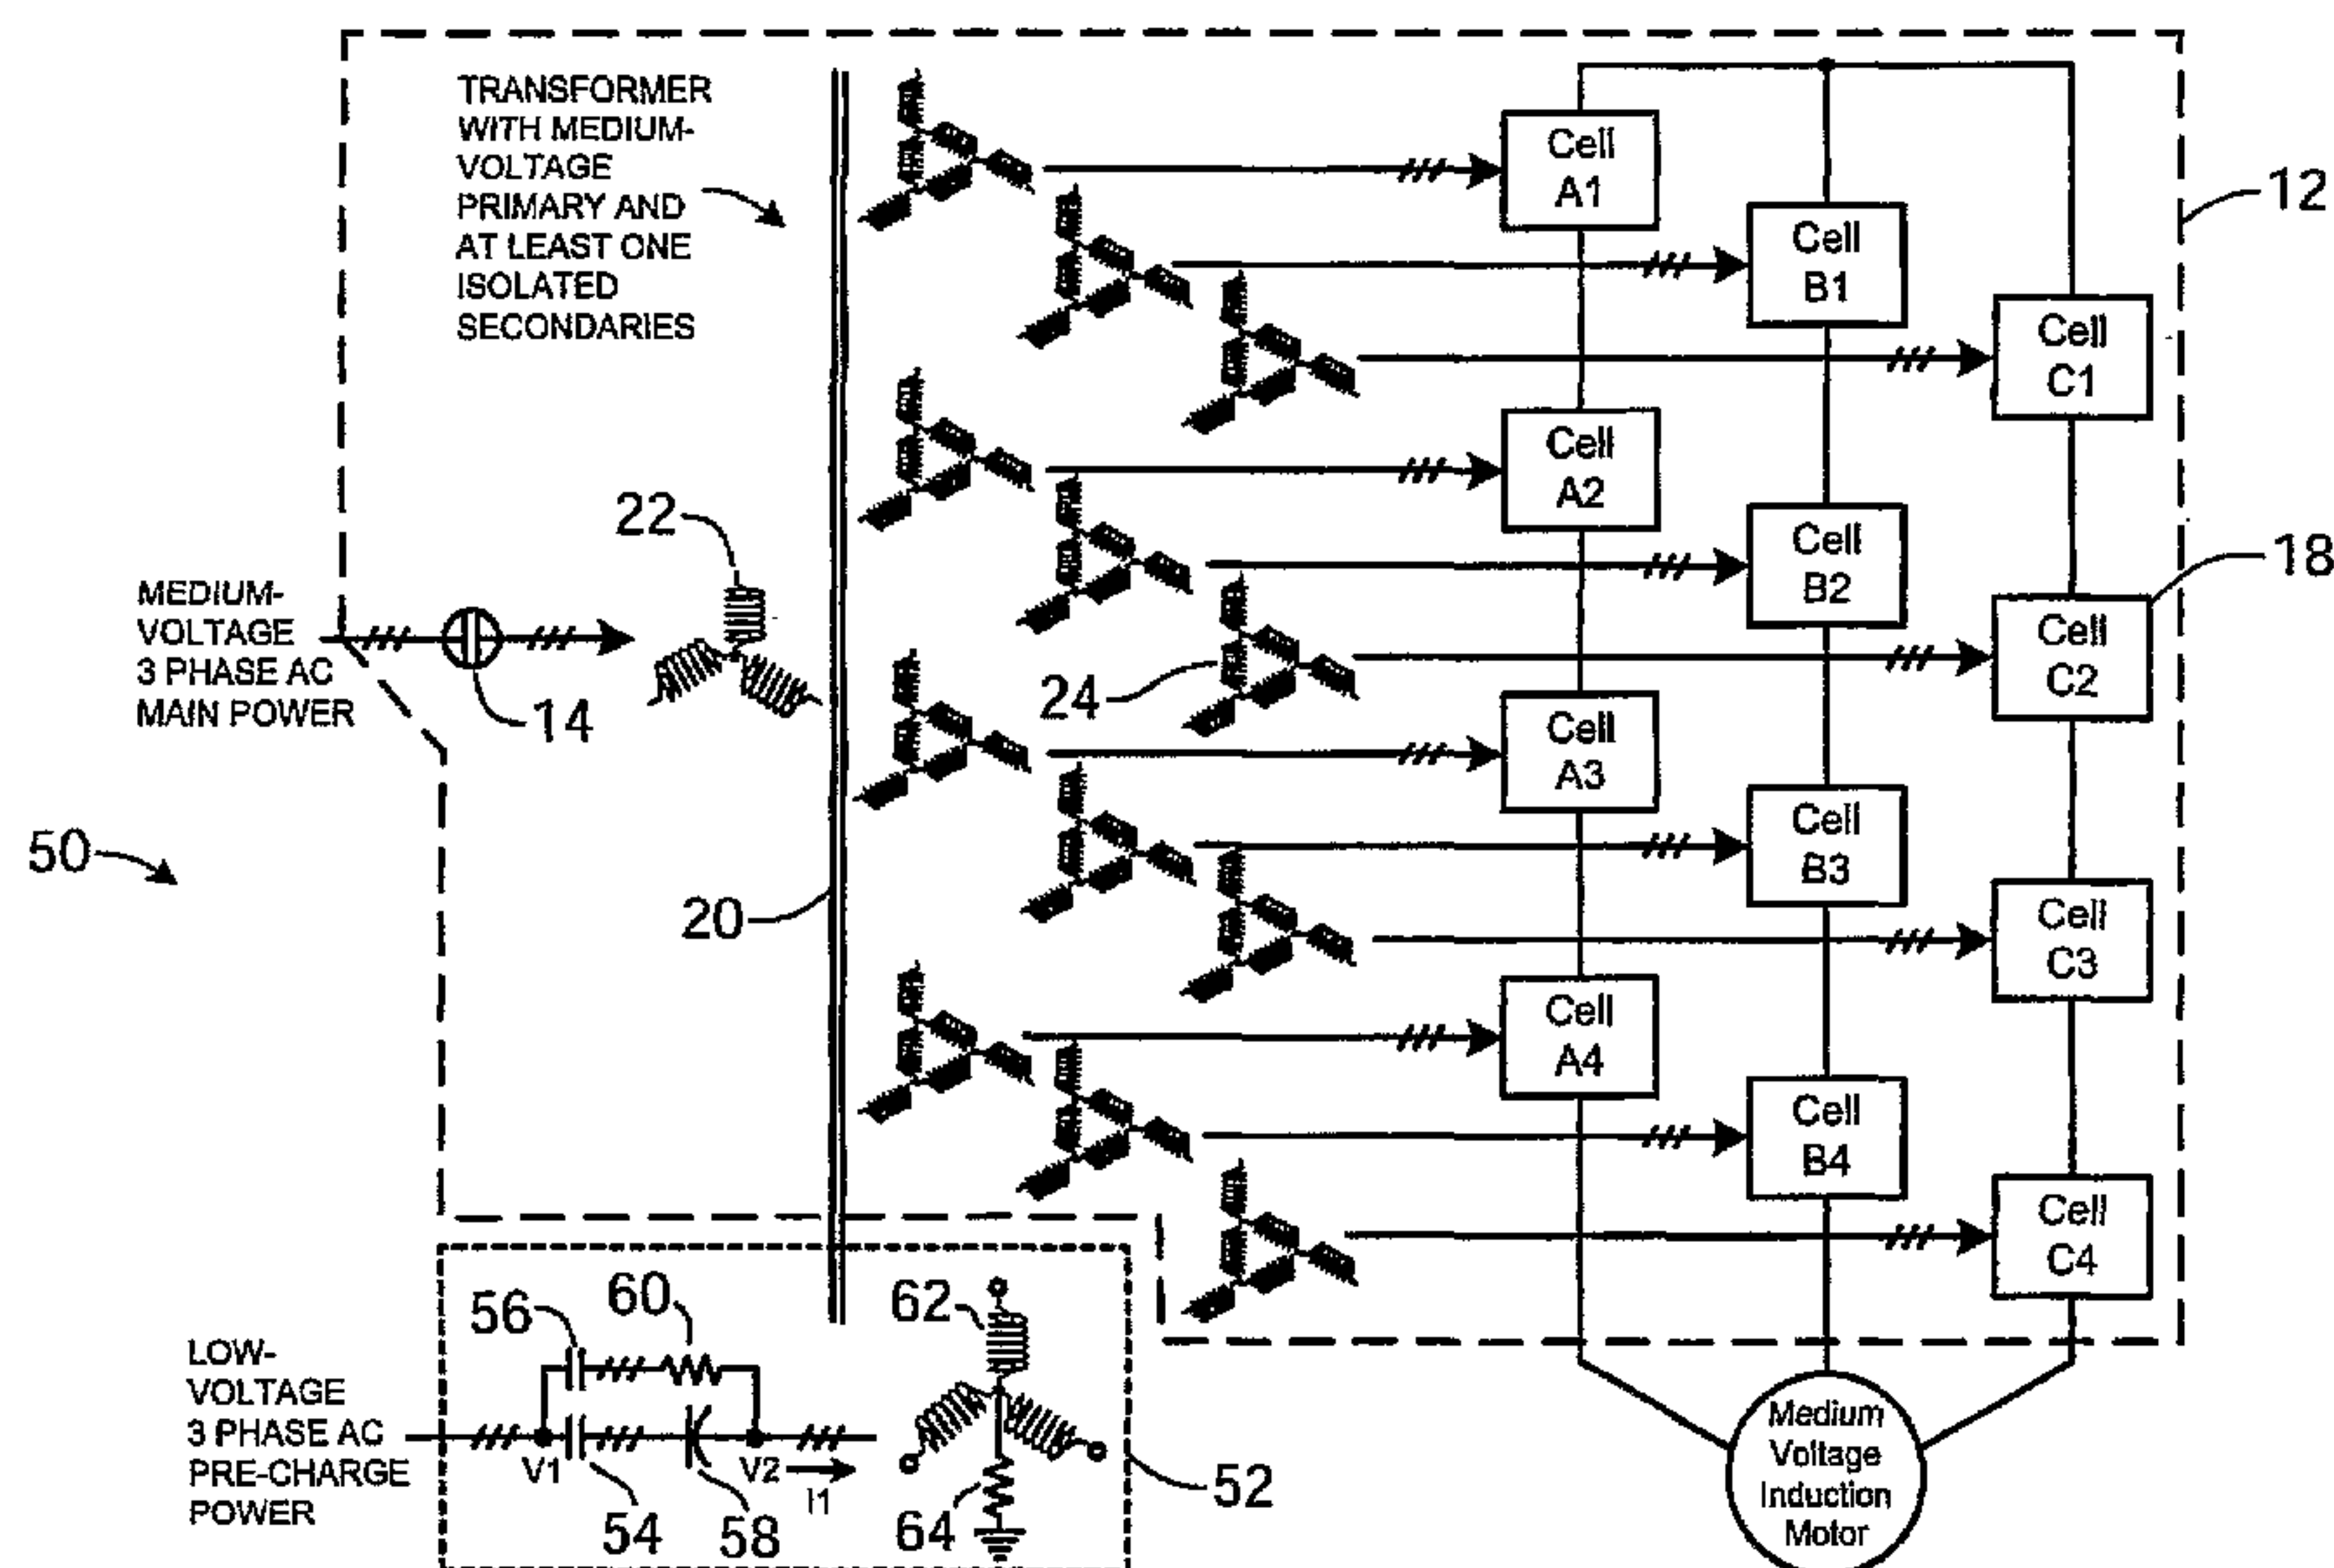 TRANSFORMER
WITH MEDIUM-
VOLTAGE
PRIMARY AND
AT LEAST ONE
ISOLATED
SECONDARIES
Cell
A1
Cell
B1
Cell
C1
12
Cell
A2
Cell
B2
Cell
C2
18
22
MEDIUM-
VOLTAGE
3 PHASE AC
MAIN POWER
14
24
Cell
A3
Cell
B3
Cell
C3
50
20
Cell
A4
Cell
B4
Cell
C4
LOW-
VOLTAGE
3 PHASE AC
PRE-CHARGE
POWER
56
60
62
V1
V2
I1
54
58
64
52
Medium
Voltage
Induction
Motor